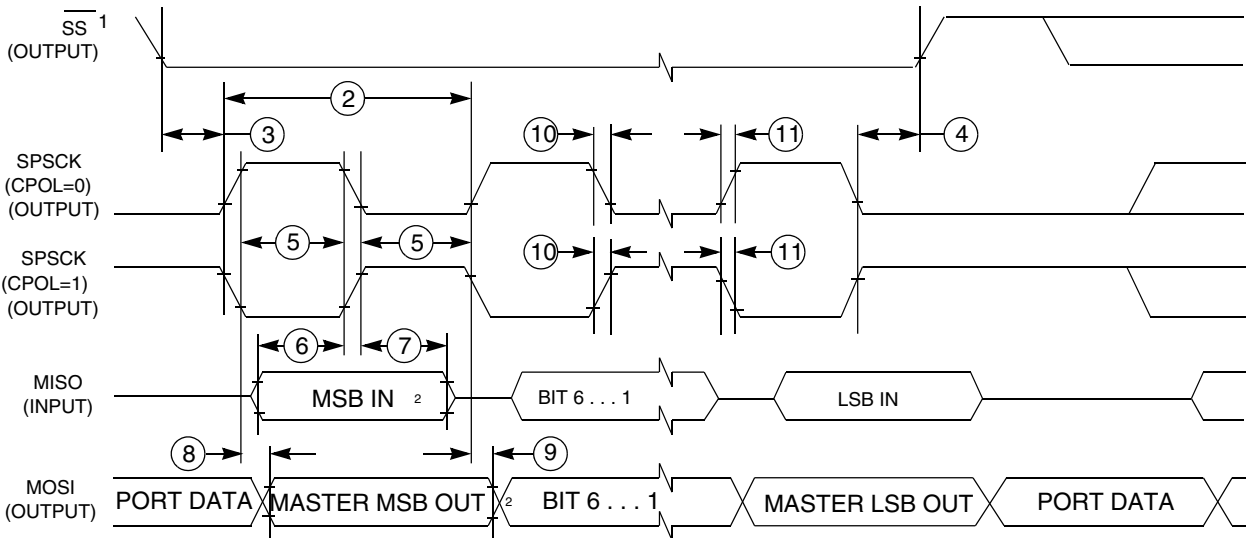 SS 1
(OUTPUT)
2
3
10
11
4
SPSCK
(CPOL=0)
(OUTPUT)
5
5
SPSCK
(CPOL=1)
(OUTPUT)
10
11
6
7
MISO
(INPUT)
MSB IN 2
BIT 6 . . . 1
LSB IN
8
9
MOSI
(OUTPUT)
PORT DATA
MASTER MSB OUT 2
BIT 6 . . . 1
MASTER LSB OUT
PORT DATA